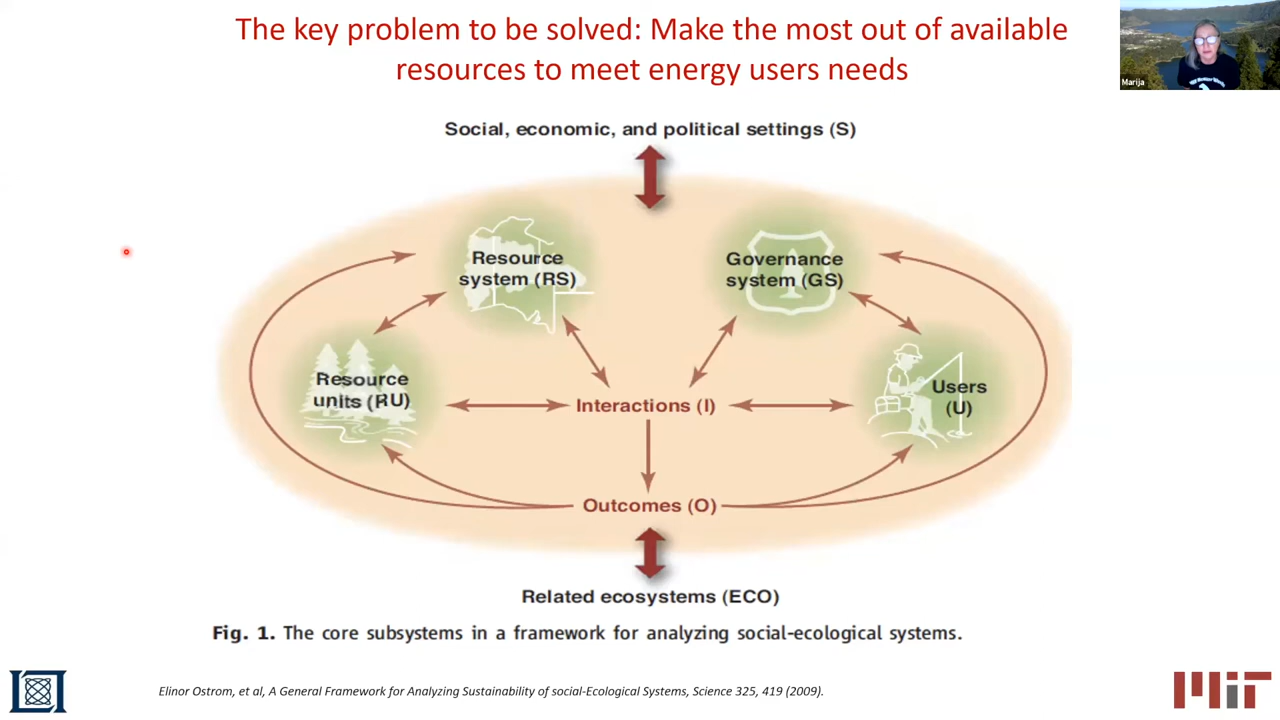 The key problem to be solved: Make the most out of available
resources to meet energy users needs
Marija
Social, economic, and political settings (S)
Resource
system (RS)
Governance
system (GS)
Resource
units (RU)
Interactions (I)
Users
(U)
Outcomes (O)
Related ecosystems (ECO)
Fig. 1. The core subsystems in a framework for analyzing social-ecological systems.
Elinor Ostrom, et al, A General Framework for Analyzing Sustainability of social-Ecological Systems, Science 325, 419 (2009).
MIT